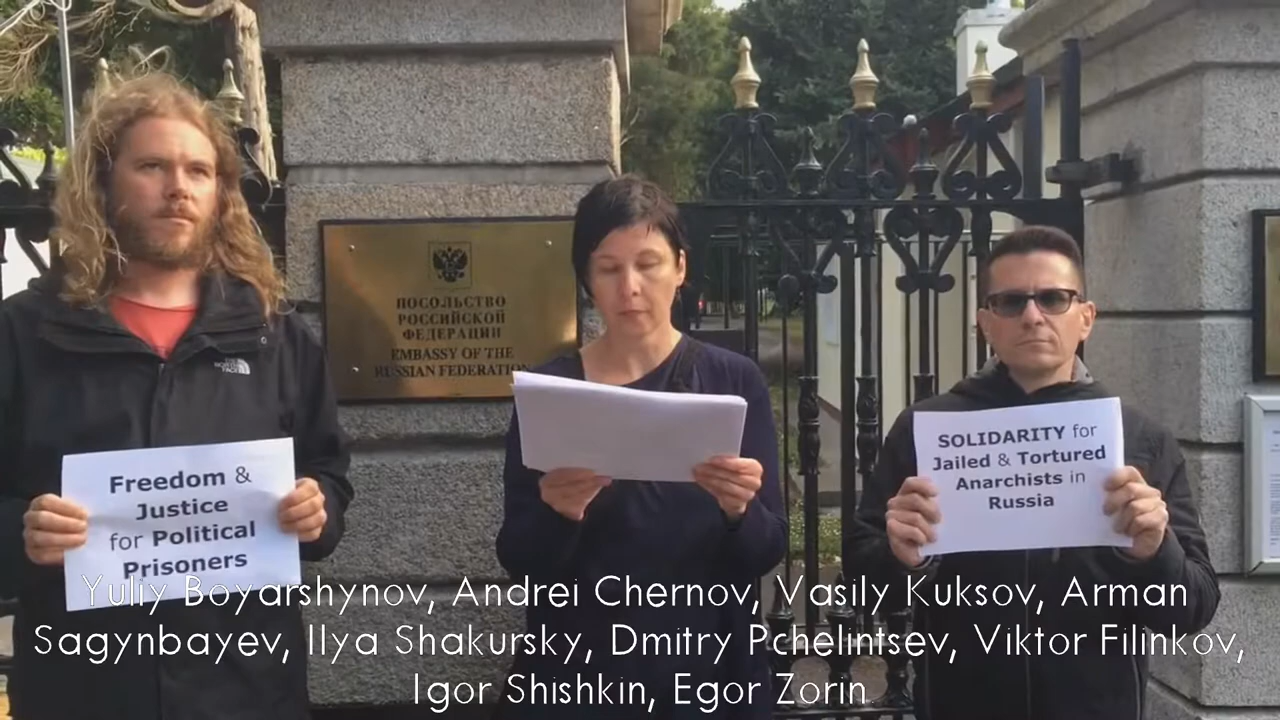 ПОСОЛЬСТВО
РОССИЙСКОЙ
ФЕДЕРАЦИИ
EMBASSY OF THE
RUSSIAN FEDERATION
THE
NORTH
FACE
Freedom &
Justice
for Political
Prisoners
SOLIDARITY for
Jailed & Tortured
Anarchists in
Russia
Yuliy Boyarshynov, Andrei Chernov, Vasily Kuksov, Arman
Sagynbayev, Ilya Shakursky, Dmitry Pchelintsev, Viktor Filinkov,
Igor Shishkin, Egor Zorin.